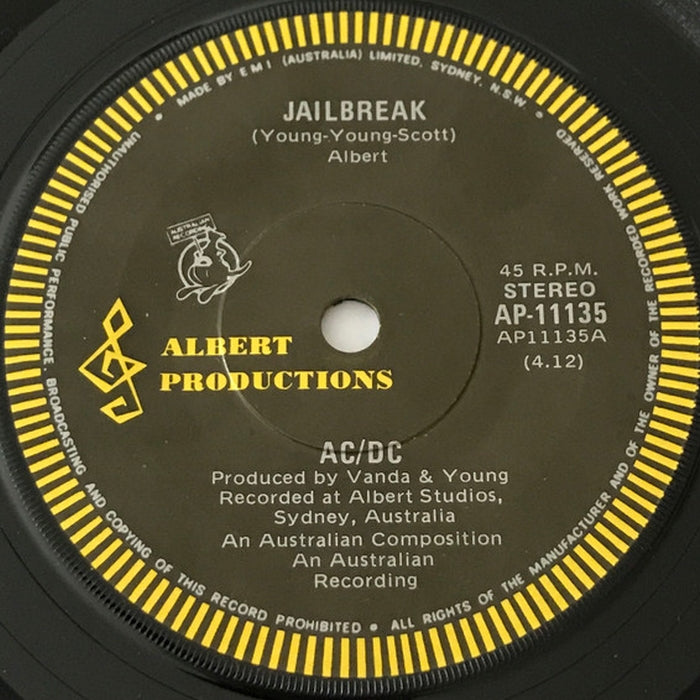 MADE BY E M I (AUSTRALIA) LIMITED, SYDNEY, N.S.W
JAILBREAK
(Young-Young-Scott)
Albert
AUSTRALIAN
RECORDING
45 R.P.M.
STEREO
AP-11135
AP11135A
(4.12)
ALBERT
PRODUCTIONS
AC/DC
Produced by Vanda & Young
Recorded at Albert Studios,
Sydney, Australia
An Australian Composition
An Australian
Recording
UNAUTHORISED PUBLIC PERFORMANCE, BROADCASTING AND COPYING OF THIS RECORD PROHIBITED • ALL RIGHTS OF THE MANUFACTURER AND OF THE OWNER OF THE RECORDED WORK RESERVED